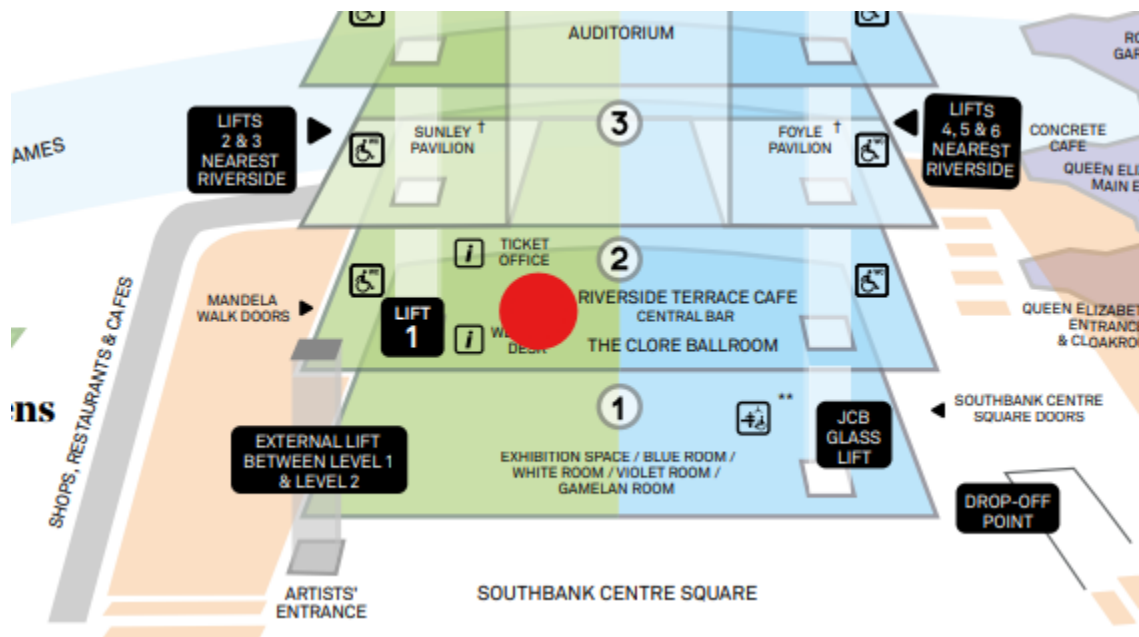 AUDITORIUM
LIFTS
2 & 3
NEAREST
RIVERSIDE
SUNLEY †
PAVILION
3
FOYLE †
PAVILION
LIFTS
4, 5 & 6
NEAREST
RIVERSIDE
CONCRETE
CAFE
AMES
MANDELA
WALK DOORS
LIFT
1
i
TICKET
OFFICE
i
DESK
2
RIVERSIDE TERRACE CAFE
CENTRAL BAR
THE CLORE BALLROOM
SHOPS, RESTAURANTS & CAFES
ens
EXTERNAL LIFT
BETWEEN LEVEL 1
& LEVEL 2
1
**
EXHIBITION SPACE / BLUE ROOM /
WHITE ROOM / VIOLET ROOM /
GAMELAN ROOM
JCB
GLASS
LIFT
SOUTHBANK CENTRE
SQUARE DOORS
DROP-OFF
POINT
ARTISTS'
ENTRANCE
SOUTHBANK CENTRE SQUARE
QUEEN ELI
MAIN E
QUEEN ELIZABET
ENTRANC
& CLOAKRO
RO
GAR